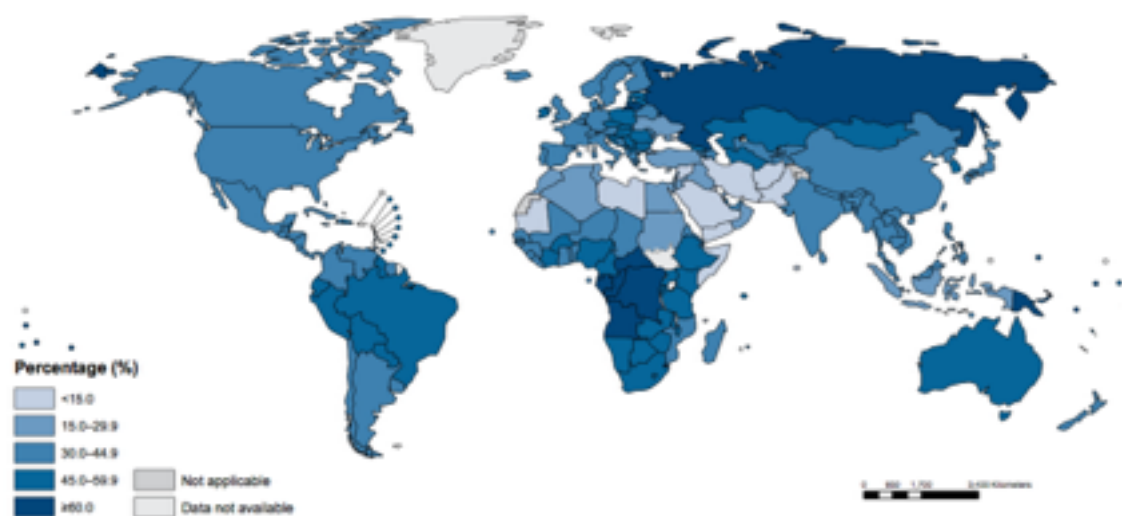 Percentage (%)
<15.0
15.0–29.9
30.0–44.9
45.0–59.9
≥60.0
Not applicable
Data not available
0 850 1,700 3,400 Kilometers